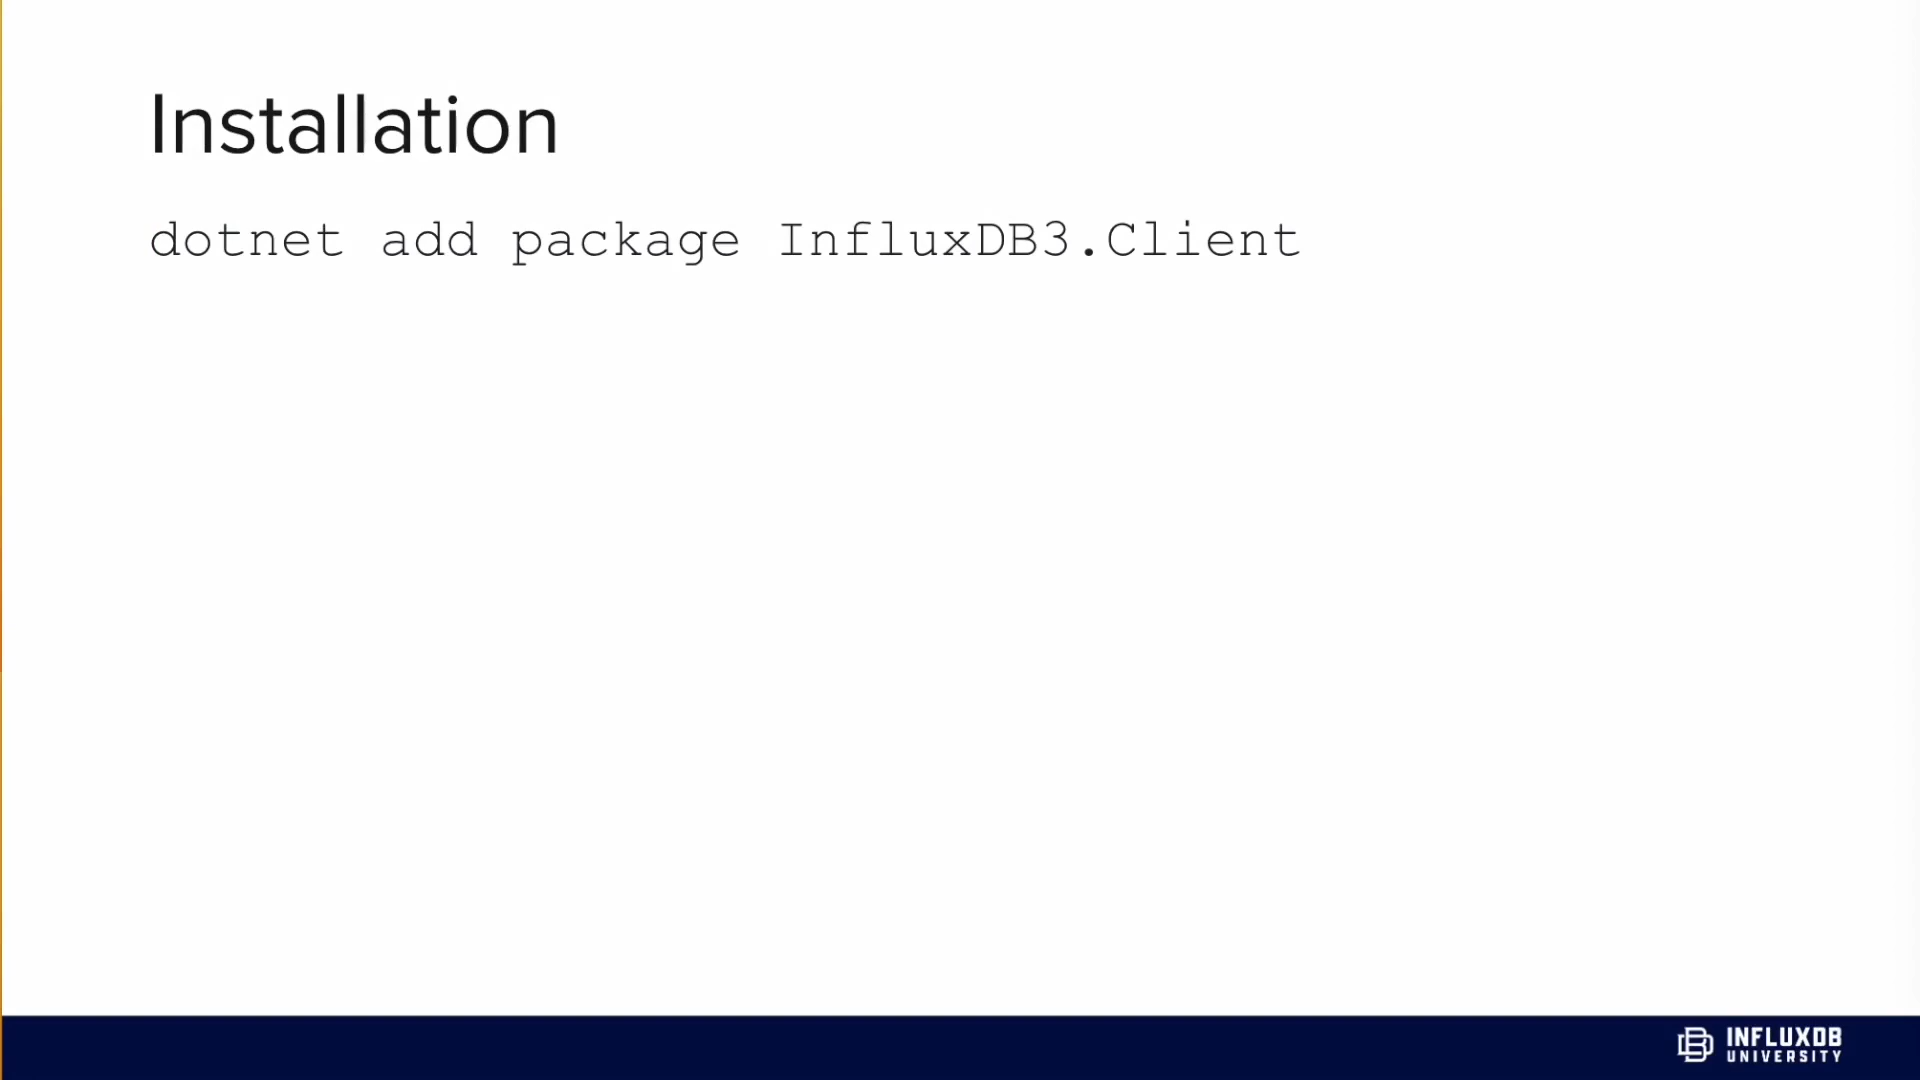 Installation
dotnet add package InfluxDB3.Client
INFLUXDB
UNIVERSITY